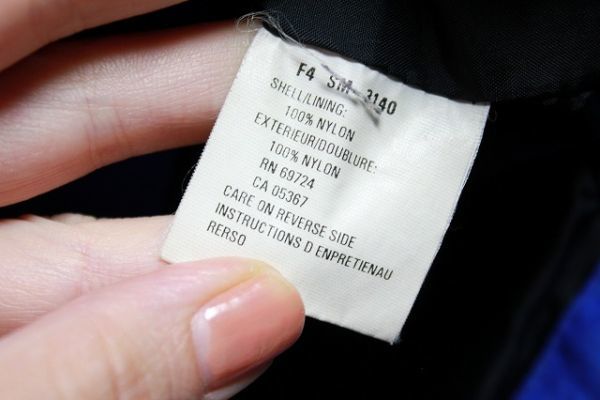 F4 SM 3140
SHELL/LINING:
100% NYLON
EXTERIEUR/DOUBLURE:
100% NYLON
RN 69724
CA 05367
CARE ON REVERSE SIDE
INSTRUCTIONS D ENPRETIENAU
RERSO